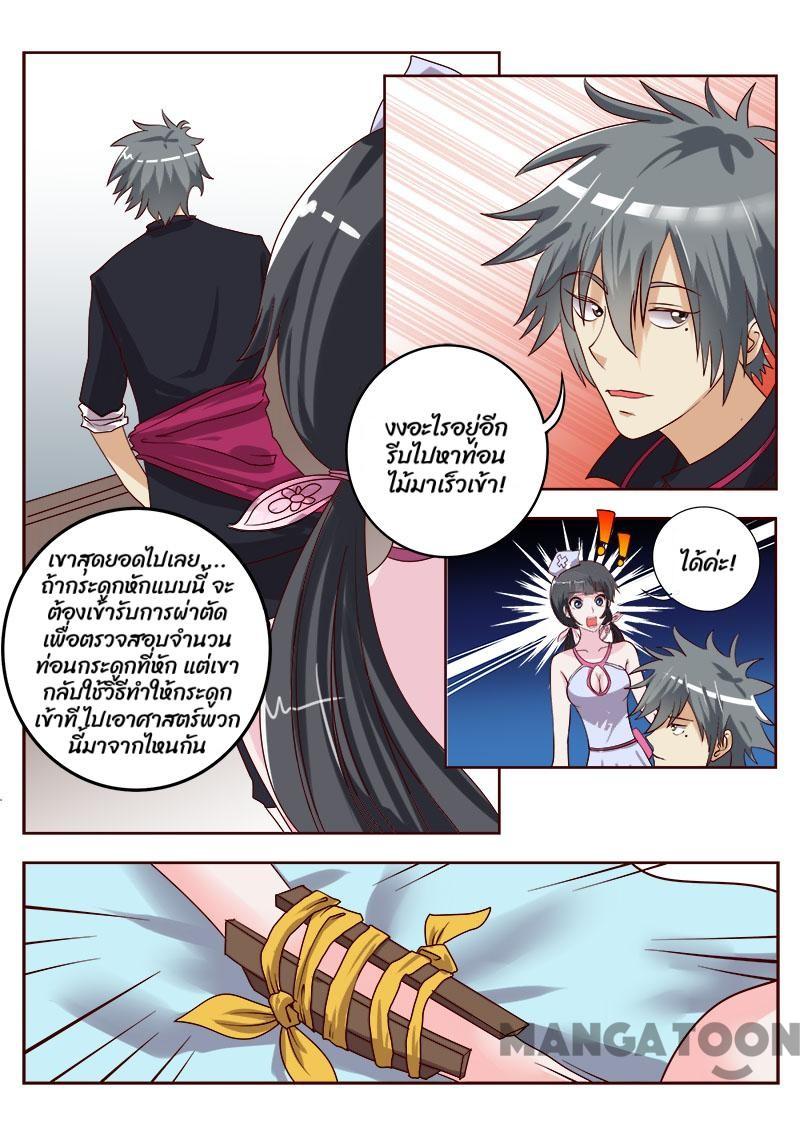 เขาสุดยอดไปเลย....
ถ้ากระดูกหักแบบนี้ จะ
ต้องเข้ารับการผ่าตัด
เพื่อตรวจสอบจำนวน
ท่อนกระดูกที่หัก แต่เขา
กลับใช้วิธีทำให้กระดูก
เข้าที่ ไปเอาศาสตร์พวก
นี้มาจากไหนกัน
งงอะไรอยู่อีก
รีบไปหาท่อน
ไม้มาเร็วเข้า!
!!
ได้ค่ะ!
MANGATOON